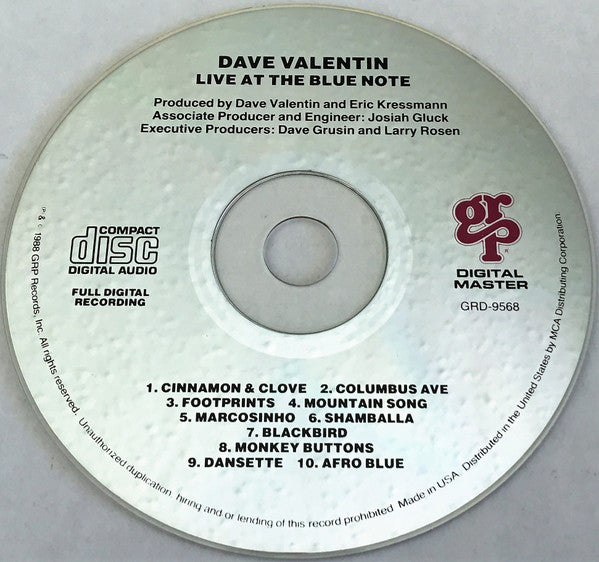 DAVE VALENTIN
LIVE AT THE BLUE NOTE
Produced by Dave Valentin and Eric Kressmann
Associate Producer and Engineer: Josiah Gluck
Executive Producers: Dave Grusin and Larry Rosen
COMPACT
disc
DIGITAL AUDIO
FULL DIGITAL
RECORDING
grp
®
DIGITAL
MASTER
GRD-9568
1. CINNAMON & CLOVE 2. COLUMBUS AVE
3. FOOTPRINTS 4. MOUNTAIN SONG
5. MARCOSINHO 6. SHAMBALLA
7. BLACKBIRD
8. MONKEY BUTTONS
9. DANSETTE 10. AFRO BLUE
℗ & © 1988 GRP Records, Inc. All rights reserved. Unauthorized duplication, hiring and/or lending of this record prohibited Made in USA Distributed in the United States by MCA Distributing Corporation